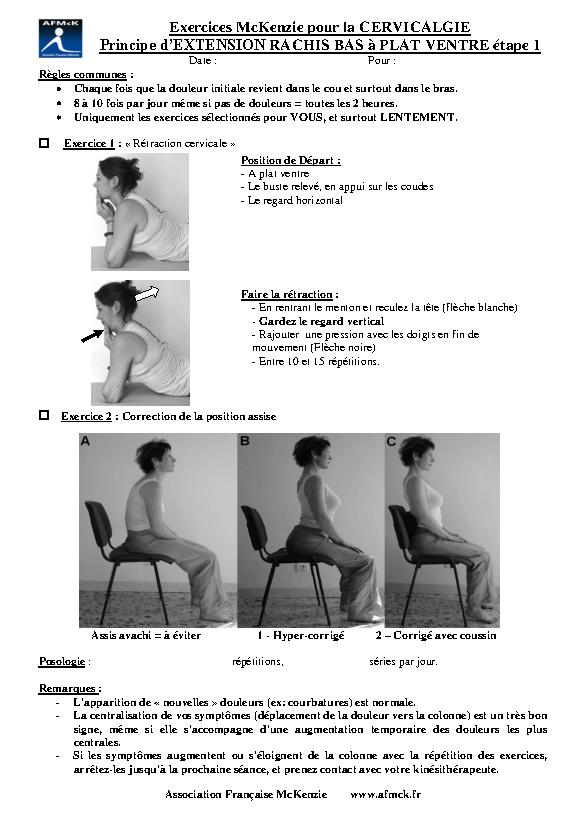 AFMcK
Association Française McKenzie
Exercices McKenzie pour la CERVICALGIE
Principe d'EXTENSION RACHIS BAS à PLAT VENTRE étape 1
Date : Pour :
Règles communes :
• Chaque fois que la douleur initiale revient dans le cou et surtout dans le bras.
• 8 à 10 fois par jour même si pas de douleurs = toutes les 2 heures.
• Uniquement les exercices sélectionnés pour VOUS, et surtout LENTEMENT.
Exercice 1 : « Rétraction cervicale »
Position de Départ :
- A plat ventre
- Le buste relevé, en appui sur les coudes
- Le regard horizontal
Faire la rétraction :
- En rentrant le menton et reculez la tête (flèche blanche)
- Gardez le regard vertical
- Rajouter une pression avec les doigts en fin de
mouvement (Flèche noire)
- Entre 10 et 15 répétitions.
Exercice 2 : Correction de la position assise
A B C
Assis avachi = à éviter 1 - Hyper-corrigé 2 – Corrigé avec coussin
Posologie : répétitions, séries par jour.
Remarques :
- L'apparition de « nouvelles » douleurs (ex: courbatures) est normale.
- La centralisation de vos symptômes (déplacement de la douleur vers la colonne) est un très bon
signe, même si elle s'accompagne d'une augmentation temporaire des douleurs les plus
centrales.
- Si les symptômes augmentent ou s'éloignent de la colonne avec la répétition des exercices,
arrêtez-les jusqu'à la prochaine séance, et prenez contact avec votre kinésithérapeute.
Association Française McKenzie www.afmck.fr